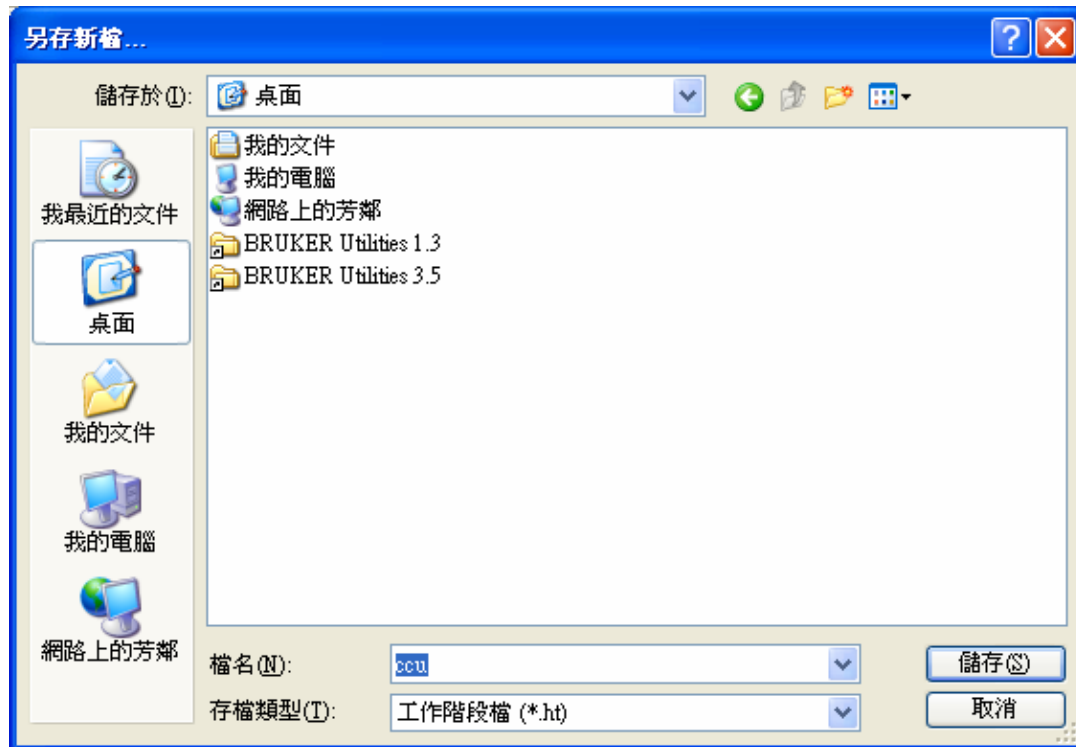 另存新檔...
儲存於(I):
桌面
我最近的文件
桌面
我的文件
我的電腦
網路上的芳鄰
我的文件
我的電腦
網路上的芳鄰
BRUKER Utilities 1.3
BRUKER Utilities 3.5
檔名(N):
ccu
儲存(S)
存檔類型(T):
工作階段檔 (*.ht)
取消